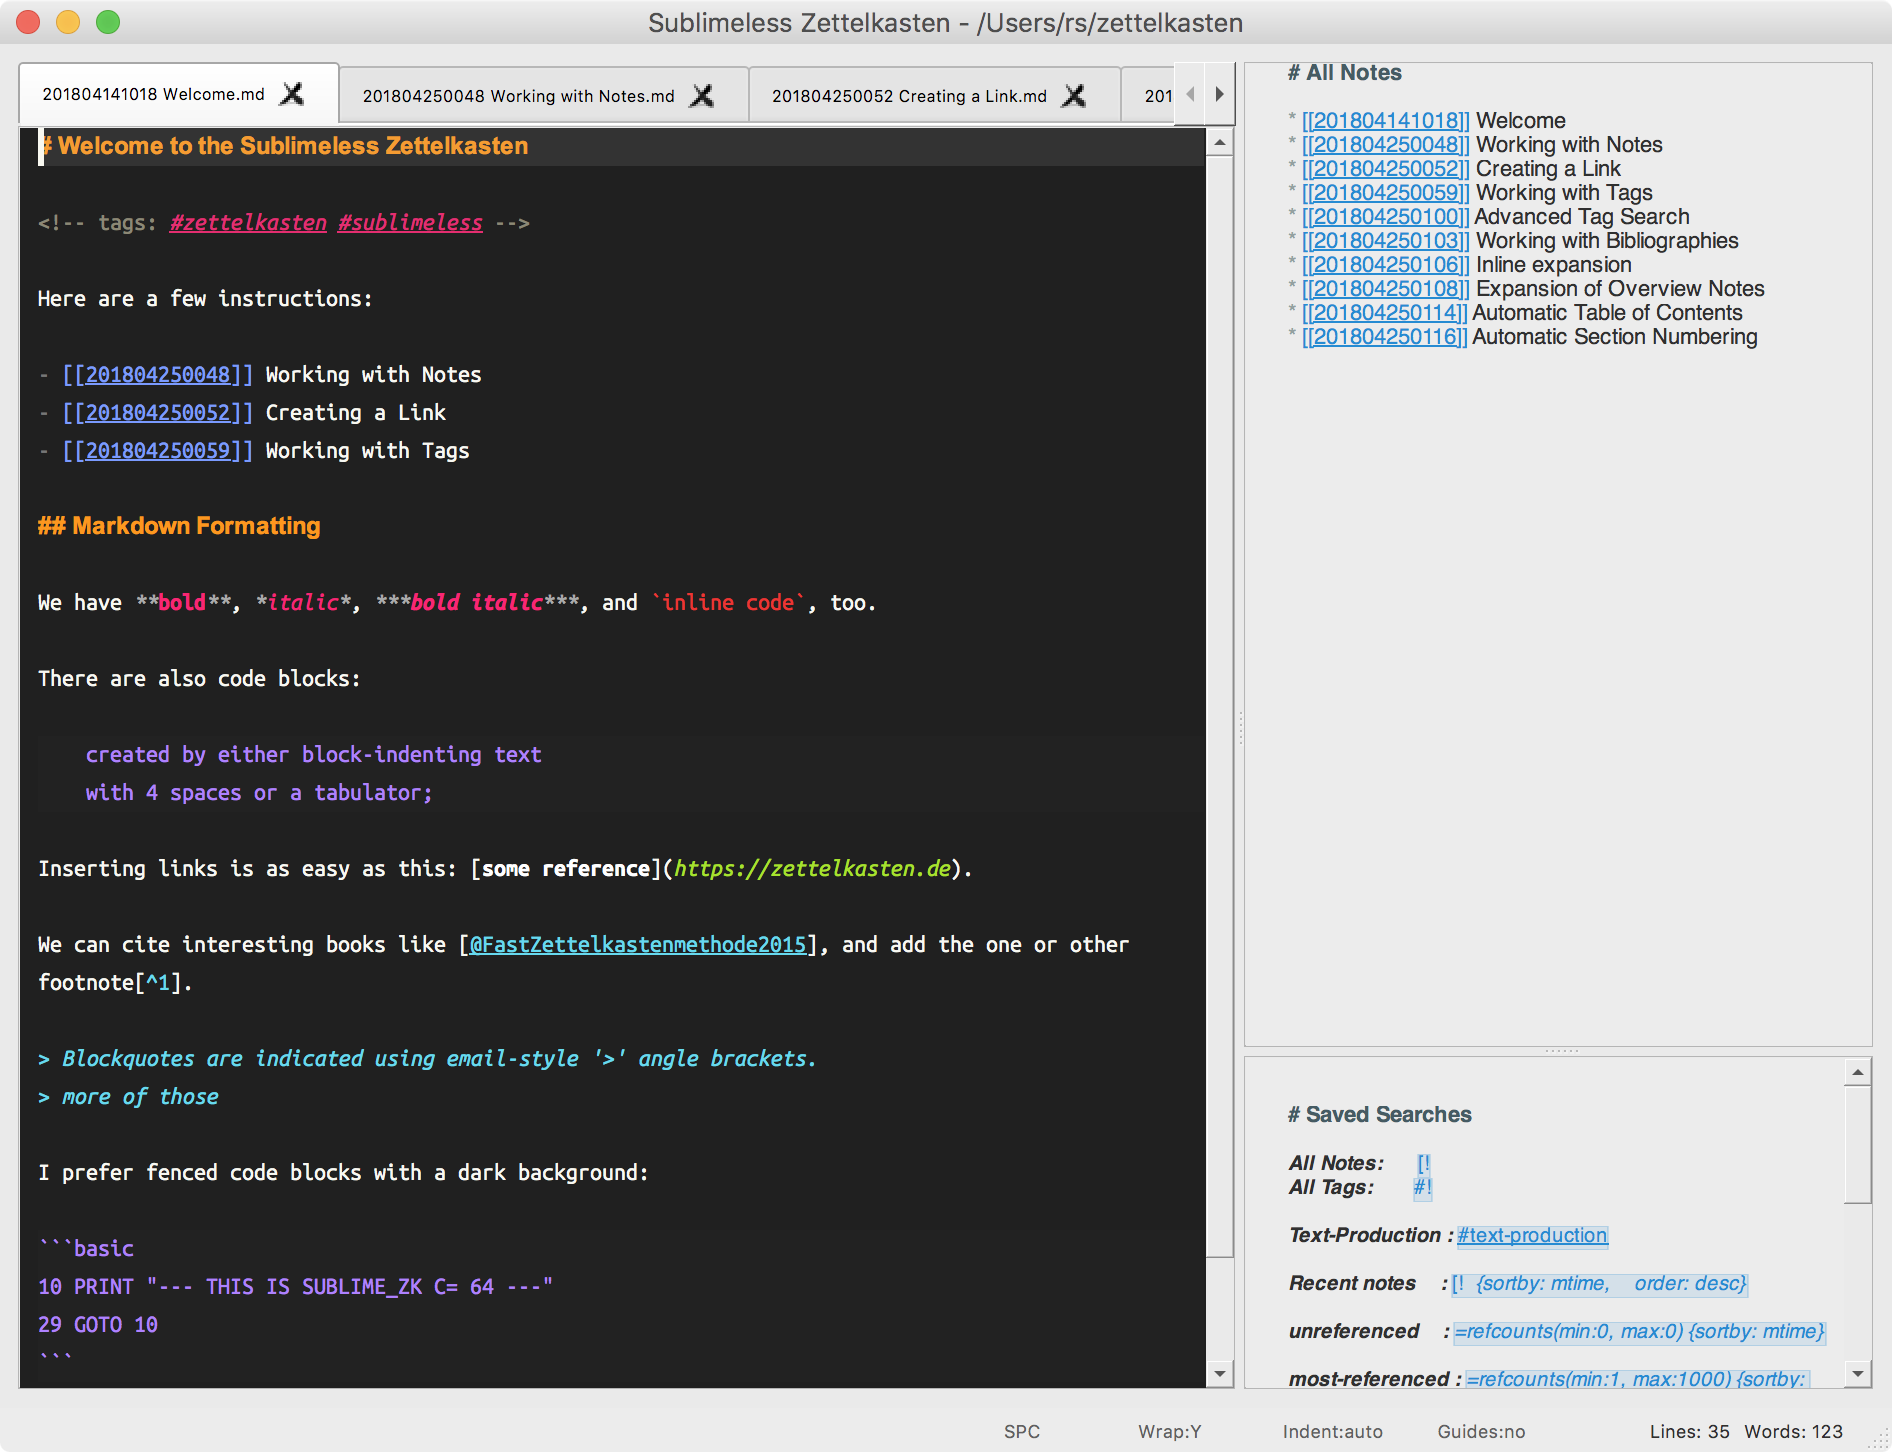 Sublimeless Zettelkasten - /Users/rs/zettelkasten
201804141018 Welcome.md
201804250048 Working with Notes.md
201804250052 Creating a Link.md
201
# Welcome to the Sublimeless Zettelkasten
<!-- tags: #zettelkasten #sublimeless -->
Here are a few instructions:
- [[201804250048]] Working with Notes
- [[201804250052]] Creating a Link
- [[201804250059]] Working with Tags
## Markdown Formatting
We have **bold**, *italic*, ***bold italic***, and `inline code`, too.
There are also code blocks:
created by either block-indenting text
with 4 spaces or a tabulator;
Inserting links is as easy as this: [some reference](https://zettelkasten.de).
We can cite interesting books like [@FastZettelkastenmethode2015], and add the one or other
footnote[^1].
> Blockquotes are indicated using email-style '>' angle brackets.
> more of those
I prefer fenced code blocks with a dark background:
```basic
10 PRINT "--- THIS IS SUBLIME_ZK C= 64 ---"
29 GOTO 10
```
# All Notes
* [[201804141018]] Welcome
* [[201804250048]] Working with Notes
* [[201804250052]] Creating a Link
* [[201804250059]] Working with Tags
* [[201804250100]] Advanced Tag Search
* [[201804250103]] Working with Bibliographies
* [[201804250106]] Inline expansion
* [[201804250108]] Expansion of Overview Notes
* [[201804250114]] Automatic Table of Contents
* [[201804250116]] Automatic Section Numbering
# Saved Searches
All Notes: [!
All Tags: #!
Text-Production : #text-production
Recent notes : [! {sortby: mtime, order: desc}
unreferenced : =refcounts(min:0, max:0) {sortby: mtime}
most-referenced : =refcounts(min:1, max:1000) {sortby:
SPC Wrap:Y Indent:auto Guides:no Lines: 35 Words: 123